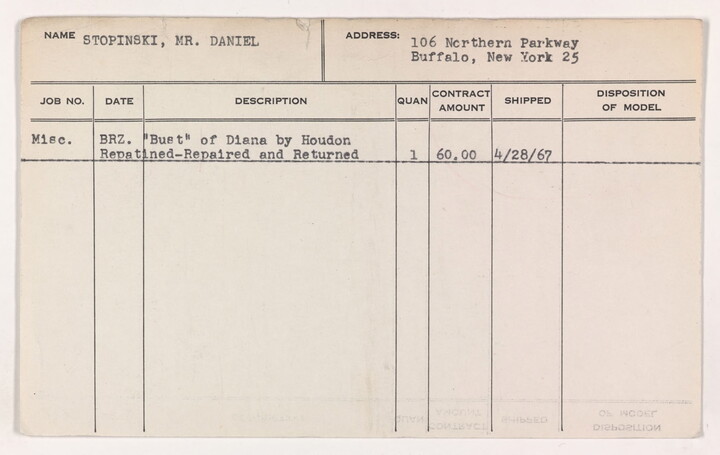 NAME STOPINSKI, MR. DANIEL
ADDRESS: 106 Northern Parkway
Buffalo, New York 25
JOB NO. DATE DESCRIPTION QUAN CONTRACT AMOUNT SHIPPED DISPOSITION OF MODEL
Misc. BRZ. "Bust" of Diana by Houdon
Repatined-Repaired and Returned 1 60.00 4/28/67